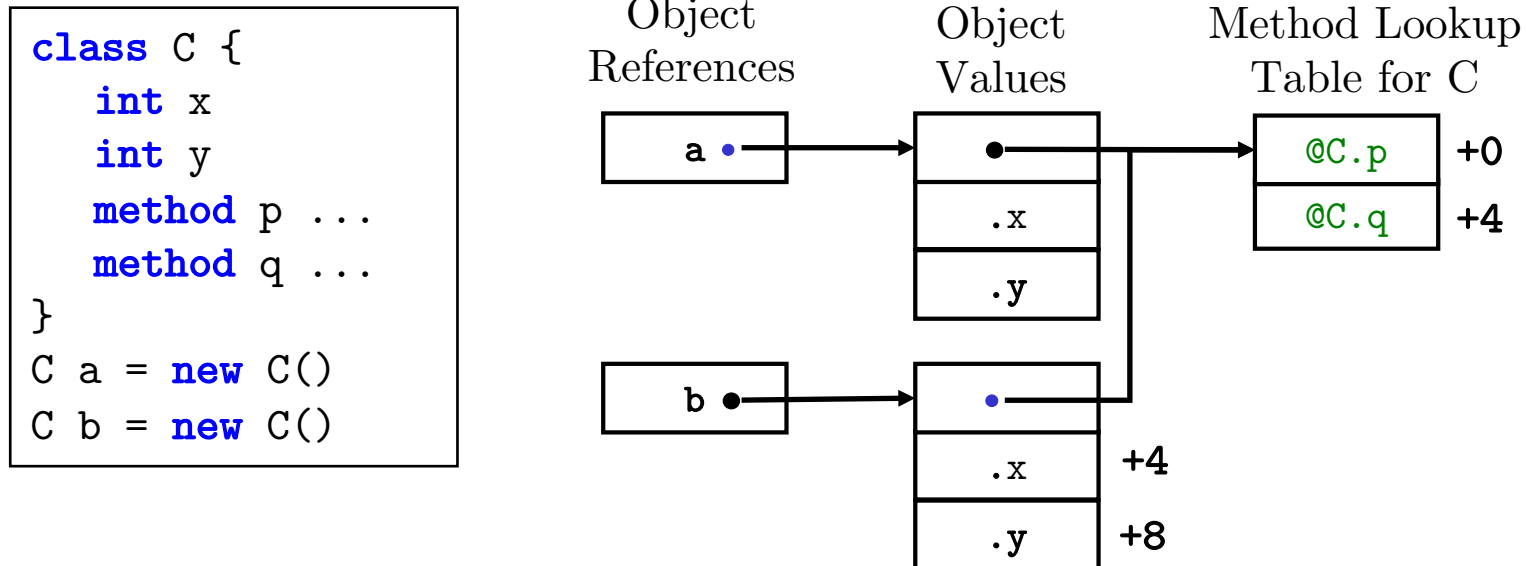 class C {
int x
int y
method p ...
method q ...
}
C a = new C()
C b = new C()
Object
References
Object
Values
Method Lookup
Table for C
a
@C.p +0
.x
@C.q +4
.y
b
.x +4
.y +8